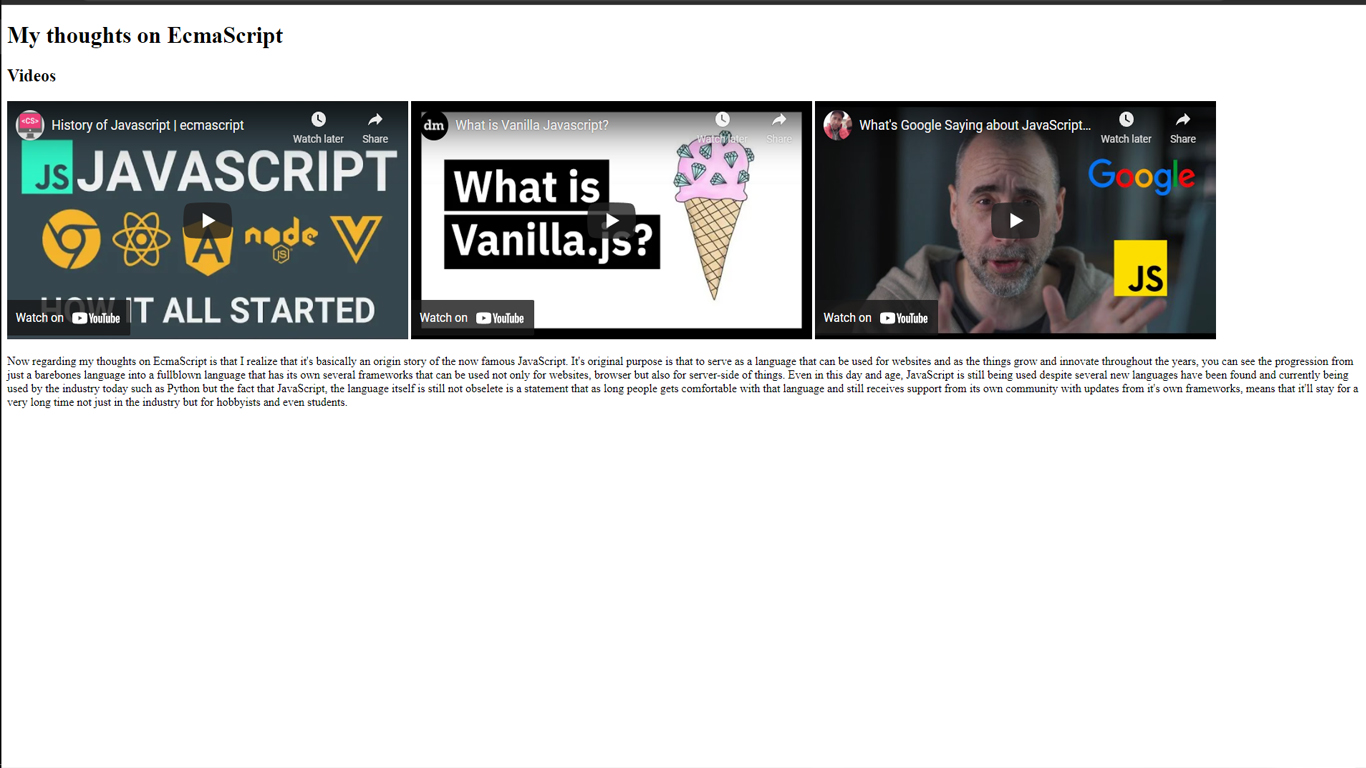 My thoughts on EcmaScript
Videos
<CS>
History of Javascript | ecmascript
Watch later
Share
JS JAVASCRIPT
node
JS
HOW IT ALL STARTED
Watch on YouTube
dm
What is Vanilla Javascript?
Watch later
Share
What is
Vanilla.js?
Watch on YouTube
What's Google Saying about JavaScript...
Watch later
Share
Google
JS
Watch on YouTube
Now regarding my thoughts on EcmaScript is that I realize that it's basically an origin story of the now famous JavaScript. It's original purpose is that to serve as a language that can be used for websites and as the things grow and innovate throughout the years, you can see the progression from
just a barebones language into a fullblown language that has its own several frameworks that can be used not only for websites, browser but also for server-side of things. Even in this day and age, JavaScript is still being used despite several new languages have been found and currently being
used by the industry today such as Python but the fact that JavaScript, the language itself is still not obselete is a statement that as long people gets comfortable with that language and still receives support from its own community with updates from it's own frameworks, means that it'll stay for a
very long time not just in the industry but for hobbyists and even students.